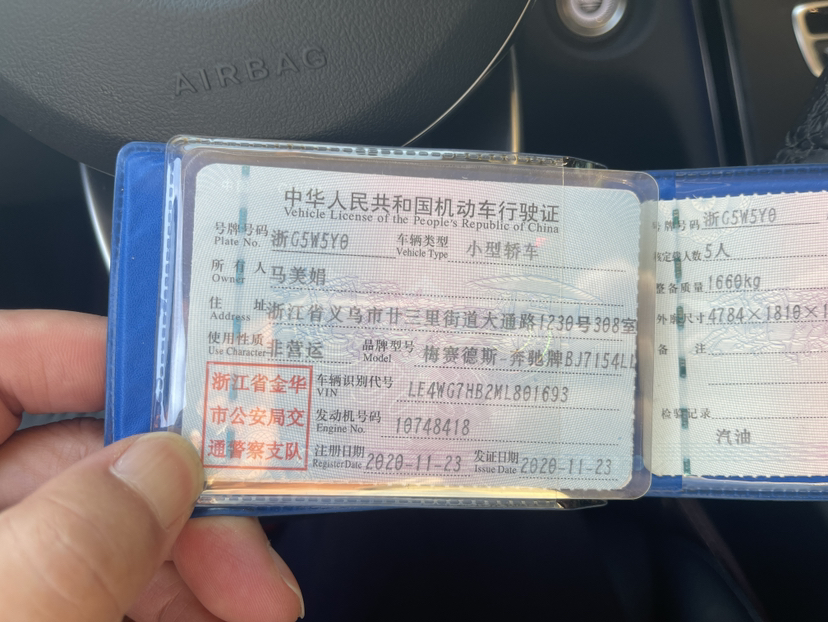 AIRBAG
中华人民共和国机动车行驶证
Vehicle License of the People's Republic of China
号牌号码 浙G5W5Y0 车辆类型 小型轿车
Plate No. Vehicle Type
所有人 马美娟
Owner
住址 浙江省义乌市廿三里街道大通路1230号308室
Address
使用性质 非营运 品牌型号 梅赛德斯-奔驰牌BJ7154LL
Use Character Model
浙江省金华
市公安局交
通警察支队
车辆识别代号 LE4WG7HB2ML801693
VIN
发动机号码 10748418
Engine No.
注册日期 2020-11-23 发证日期 2020-11-23
Register Date Issue Date
号牌号码 浙G5W5Y0
核定载人数 5人
整备质量 1660kg
外廓尺寸 4784×1810×1
备注
检验记录
汽油